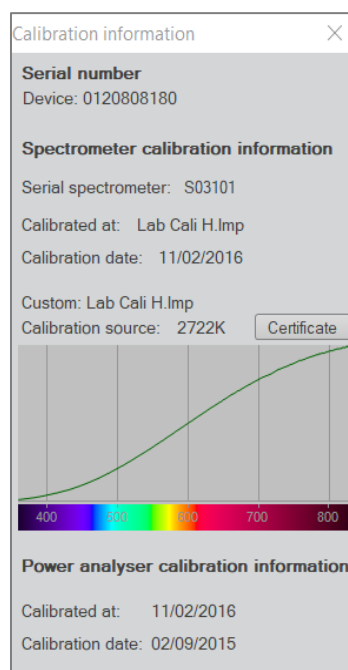 Calibration information
Serial number
Device: 0120808180
Spectrometer calibration information
Serial spectrometer: S03101
Calibrated at: Lab Cali H.Imp
Calibration date: 11/02/2016
Custom: Lab Cali H.Imp
Calibration source: 2722K Certificate
400 500 600 700 800
Power analyser calibration information
Calibrated at: 11/02/2016
Calibration date: 02/09/2015